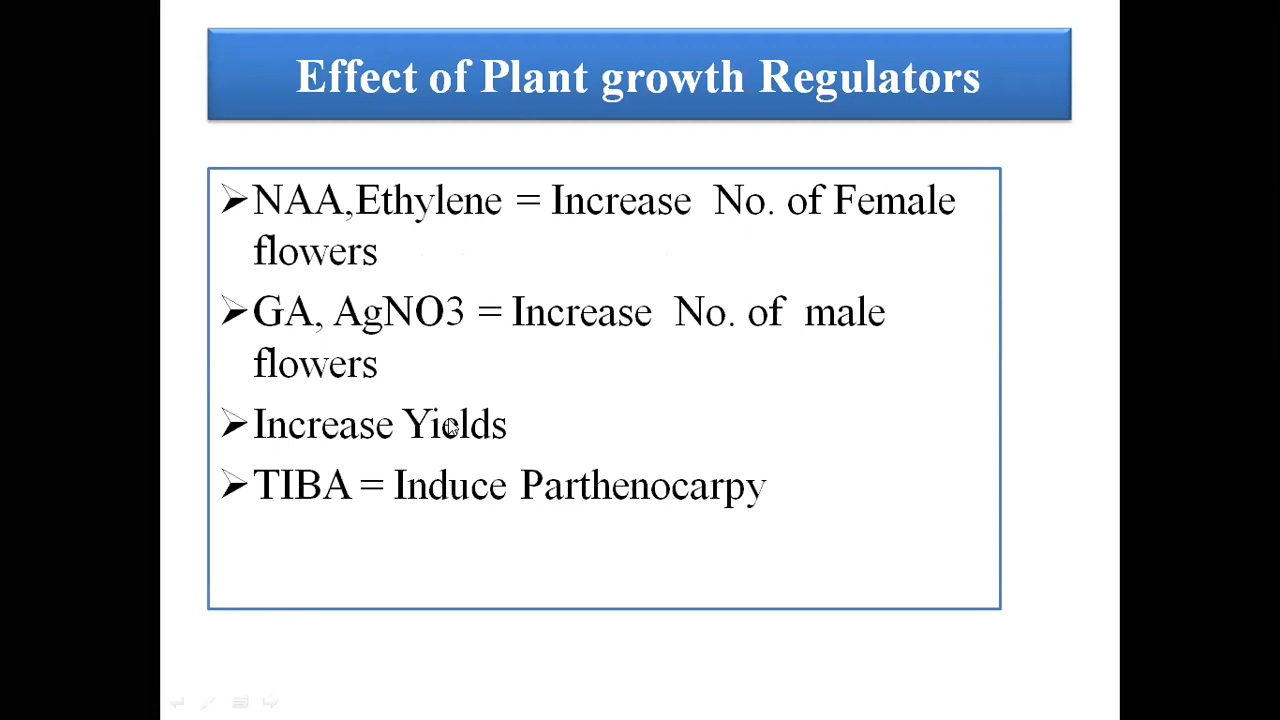 Effect of Plant growth Regulators
➢NAA,Ethylene = Increase No. of Female
flowers
➢GA, AgNO3 = Increase No. of male
flowers
➢Increase Yields
➢TIBA = Induce Parthenocarpy